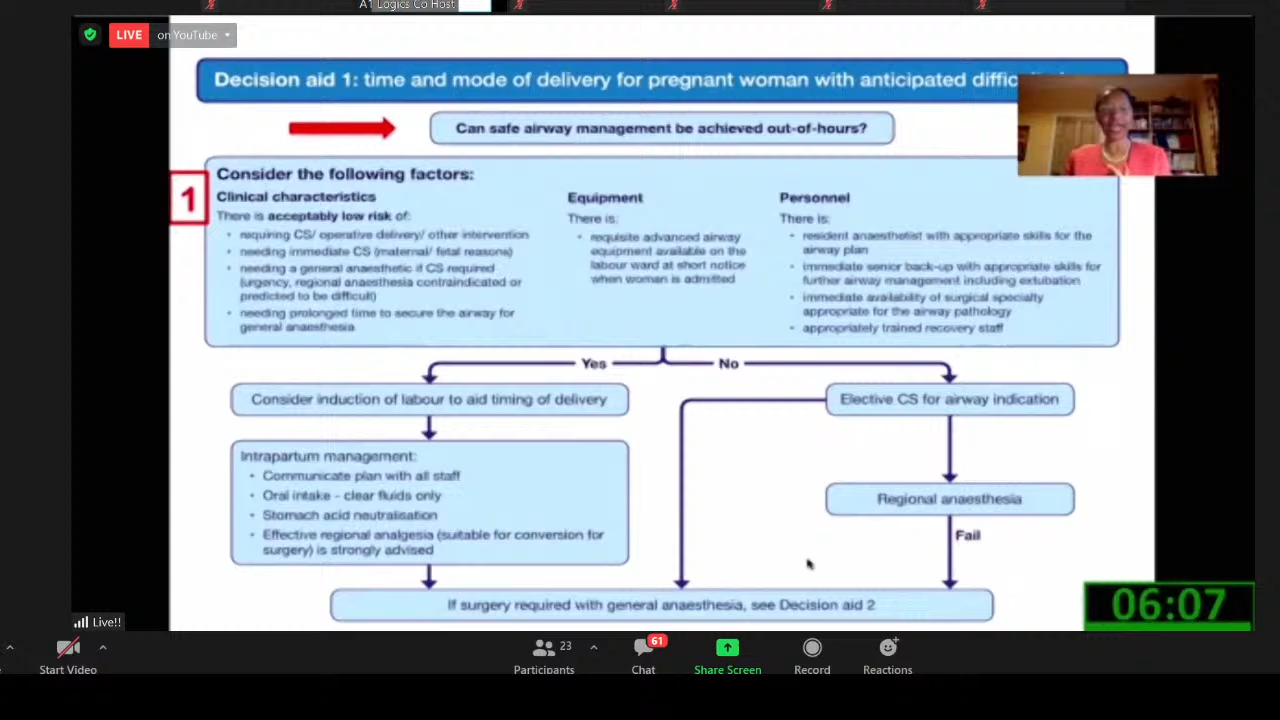 A1 Logics Co Host
LIVE on YouTube
Decision aid 1: time and mode of delivery for pregnant woman with anticipated
Can safe airway management be achieved out-of-hours?
1
Consider the following factors:
Clinical characteristics
There is acceptably low risk of:
• requiring CS/ operative delivery/ other intervention
• needing immediate CS (maternal/ fetal reasons)
• needing a general anaesthetic if CS required
(urgency, regional anaesthesia contraindicated or
predicted to be difficult)
• needing prolonged time to secure the airway for
general anaesthesia
Equipment
There is:
• requisite advanced airway
equipment available on the
labour ward at short notice
when woman is admitted
Personnel
There is:
• resident anaesthetist with appropriate skills for the
airway plan
• immediate senior back-up with appropriate skills for
further airway management including extubation
• immediate availability of surgical specialty
appropriate for the airway pathology
• appropriately trained recovery staff
Yes
No
Consider induction of labour to aid timing of delivery
Elective CS for airway indication
Intrapartum management:
• Communicate plan with all staff
• Oral intake - clear fluids only
• Stomach acid neutralisation
• Effective regional analgesia (suitable for conversion for
surgery) is strongly advised
Regional anaesthesia
Fail
If surgery required with general anaesthesia, see Decision aid 2
06:07
Live!!
23
61
Start Video
Participants
Chat
Share Screen
Record
Reactions